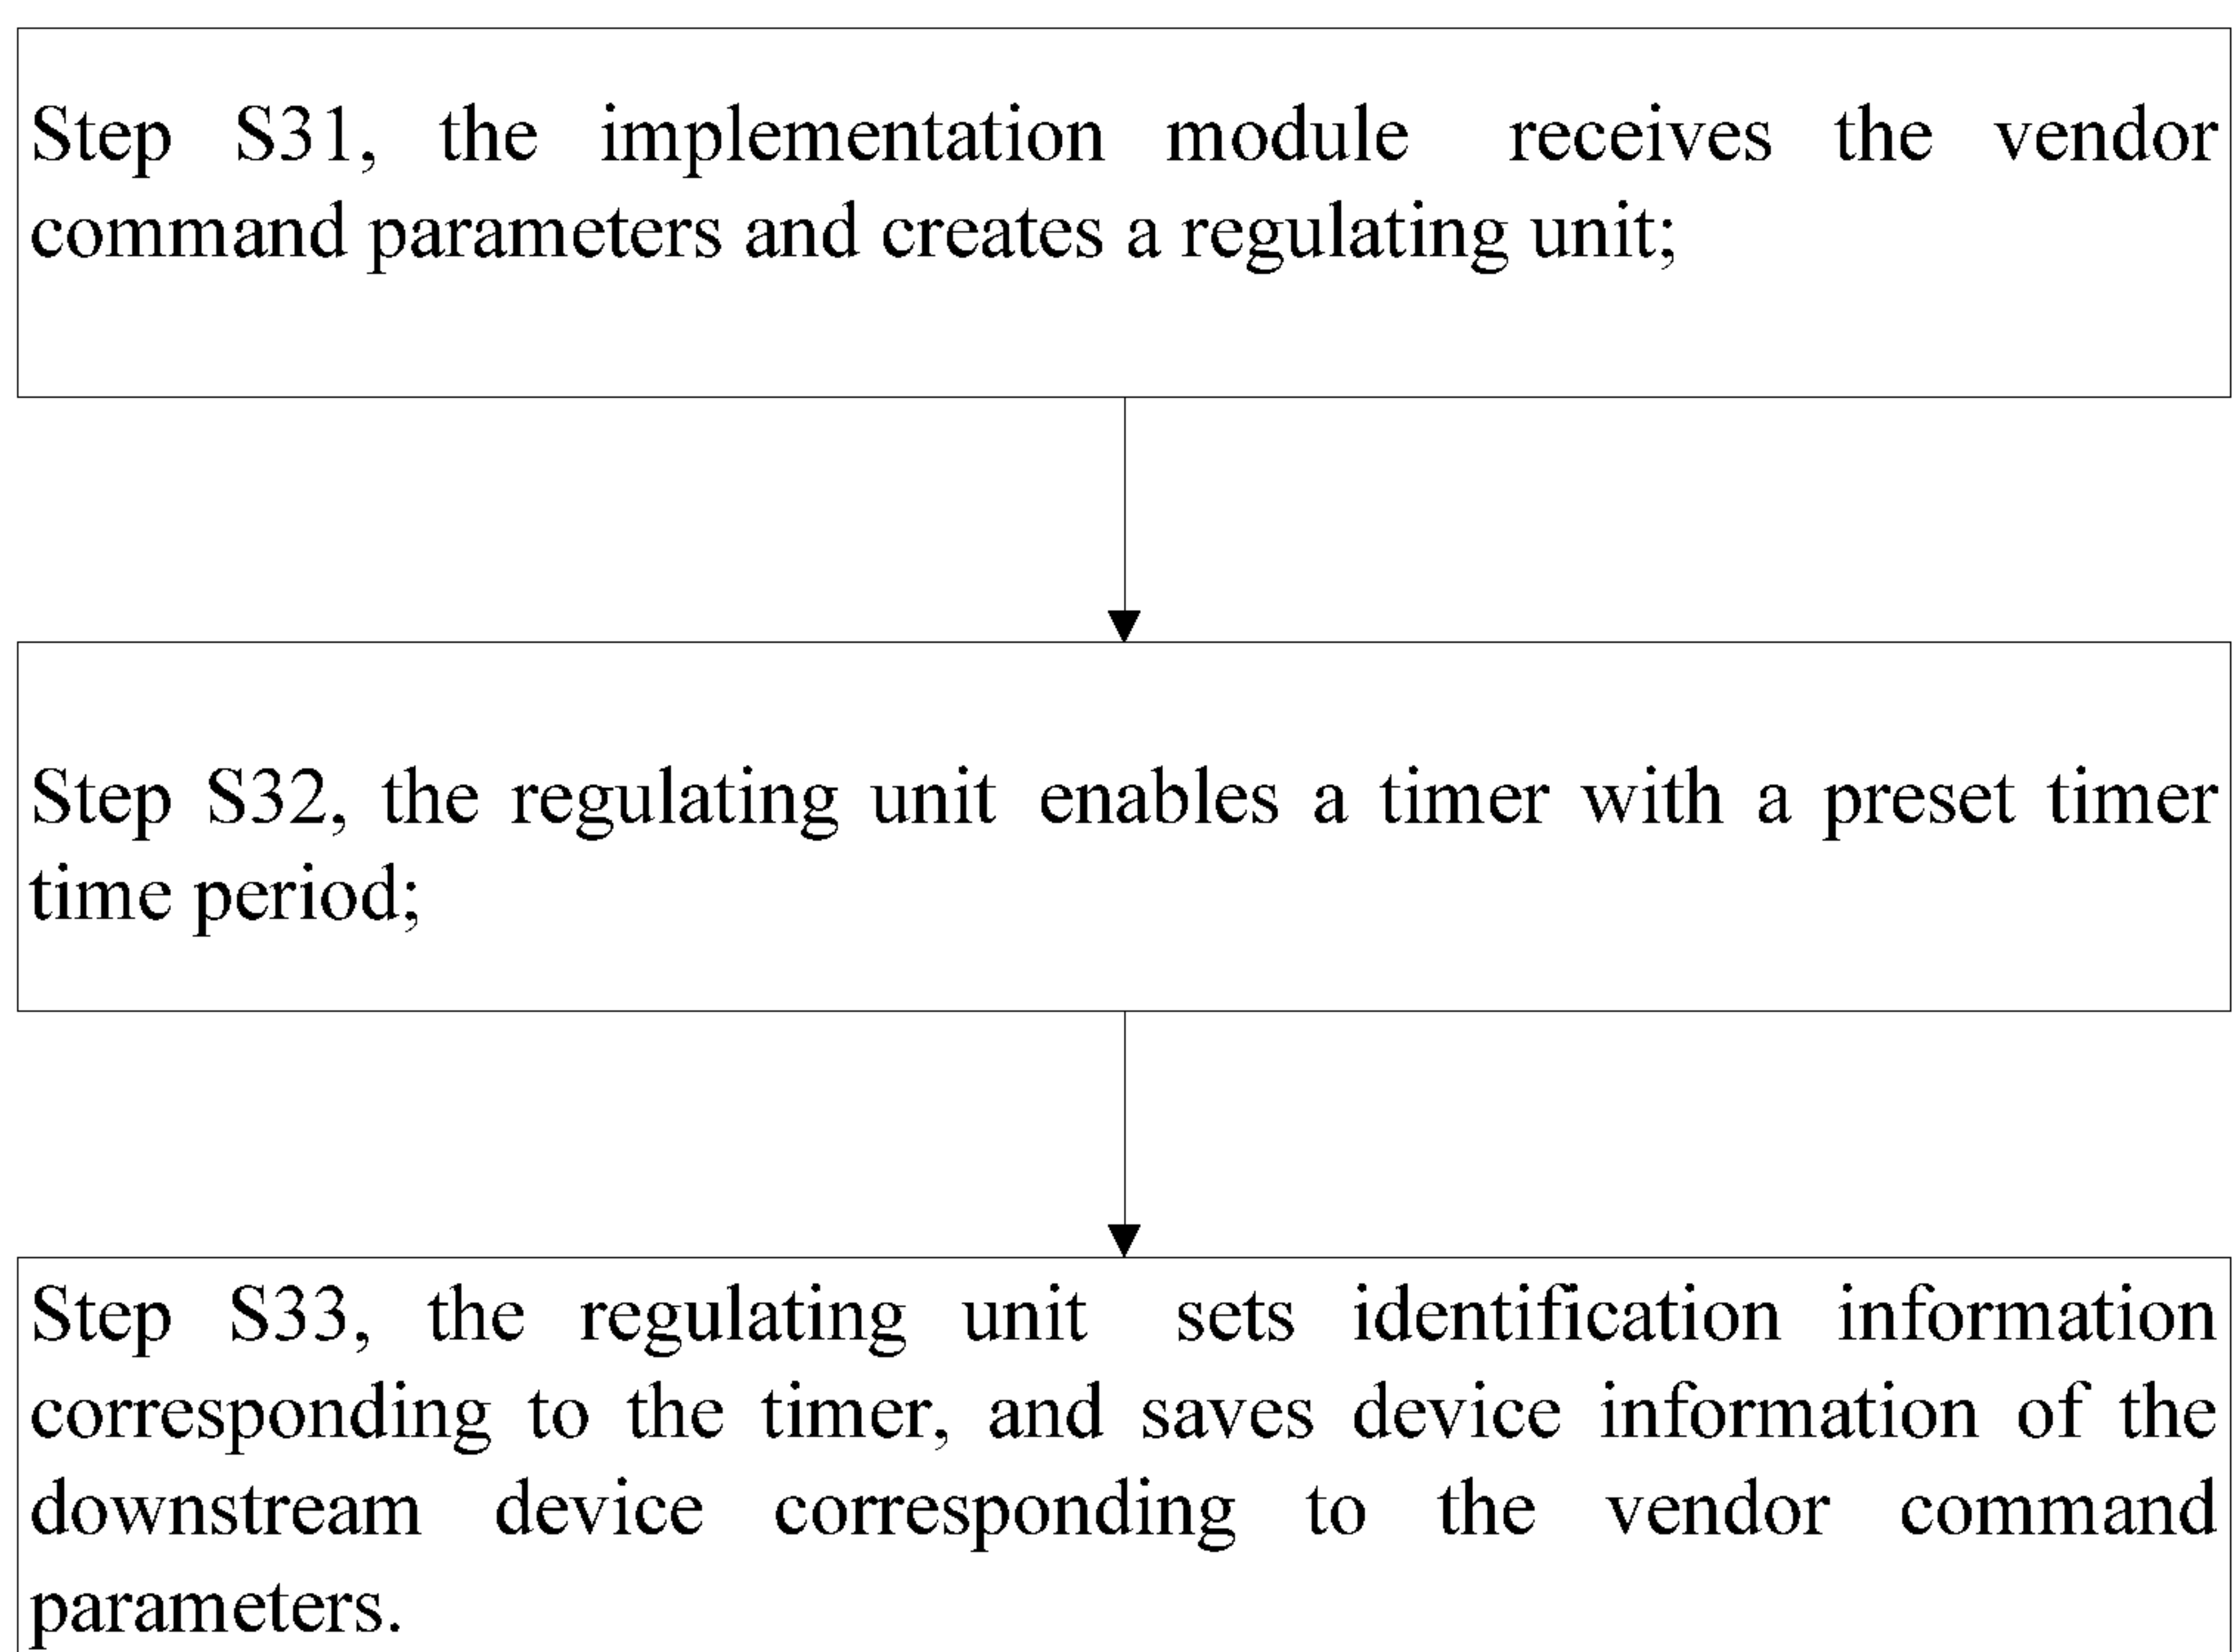 Step S31, the implementation module receives the vendor
command parameters and creates a regulating unit;
Step S32, the regulating unit enables a timer with a preset timer
time period;
Step S33, the regulating unit sets identification information
corresponding to the timer, and saves device information of the
downstream device corresponding to the vendor command
parameters.